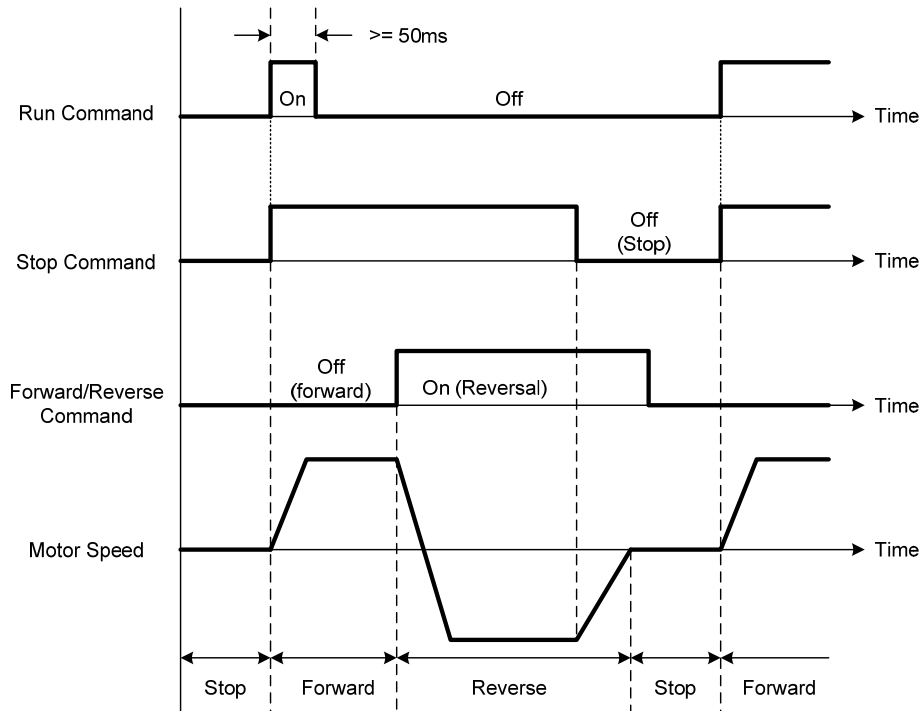 >= 50ms
On
Off
Run Command
Time
Off
(Stop)
Stop Command
Time
Off
(forward)
On (Reversal)
Forward/Reverse
Command
Time
Motor Speed
Time
Stop
Forward
Reverse
Stop
Forward